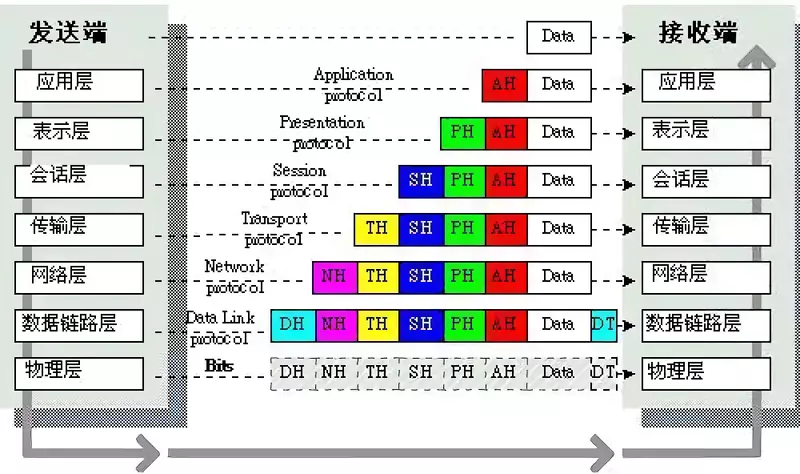 发送端 Data 接收端
应用层 Application protocol AH Data 应用层
表示层 Presentation protocol PH AH Data 表示层
会话层 Session protocol SH PH AH Data 会话层
传输层 Transport protocol TH SH PH AH Data 传输层
网络层 Network protocol NH TH SH PH AH Data 网络层
数据链路层 Data Link protocol DH NH TH SH PH AH Data DT 数据链路层
物理层 Bits DH NH TH SH PH AH Data DT 物理层